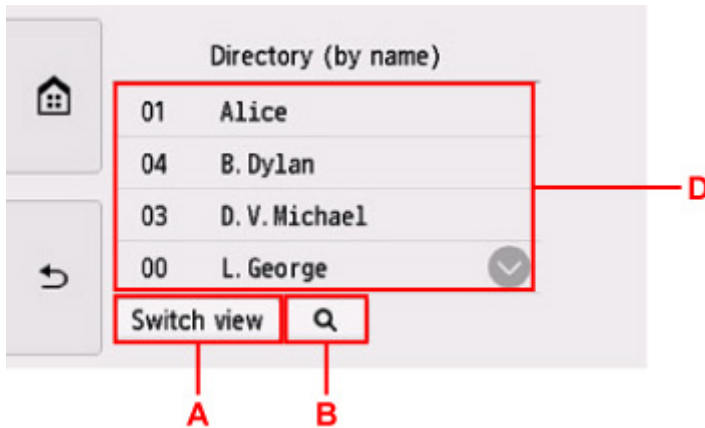 Directory (by name)
01 Alice
04 B. Dylan
03 D. V. Michael
00 L. George
D
Switch view
A B